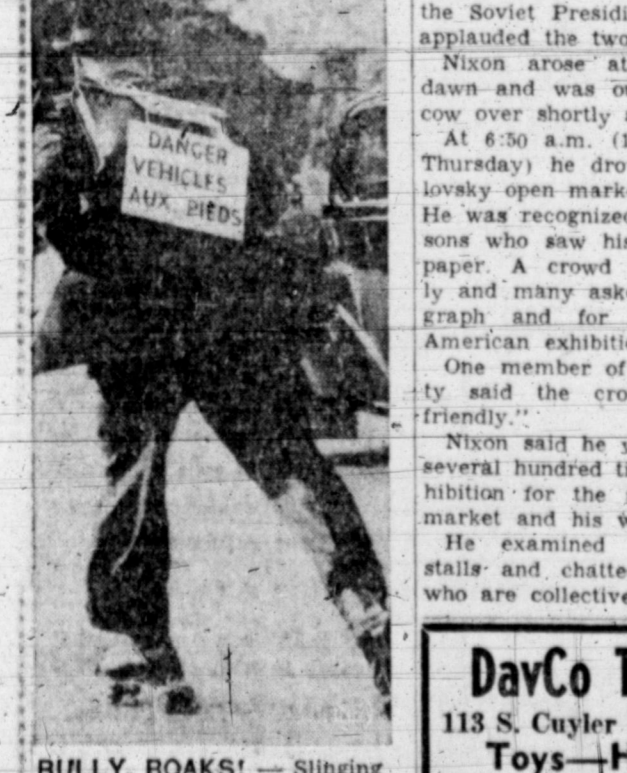 DANGER
VEHICLES
AUX PIEDS
BULLY ROAKS! — Slinging
the Soviet Presidi
applauded the two
Nixon arose at
dawn and was ou
cow over shortly
At 6:50 a.m. (1
Thursday) he dro
lovsky open mark
He was recognized
sons who saw his
paper. A crowd
ly and many ask
graph and for
American exhibitio
One member of
ty said the cro
friendly."
Nixon said he
several hundred ti
hibition for the
market and his w
He examined
stalls and chatte
who are collective
DavCo T
113 S. Cuyler
Toys—H